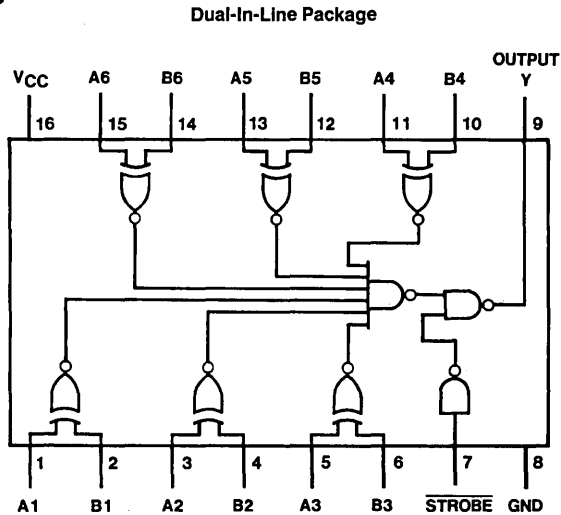 Dual-In-Line Package
OUTPUT
VCC A6 B6 A5 B5 A4 B4 Y
16 15 14 13 12 11 10 9
1 2 3 4 5 6 7 8
A1 B1 A2 B2 A3 B3 STROBE GND